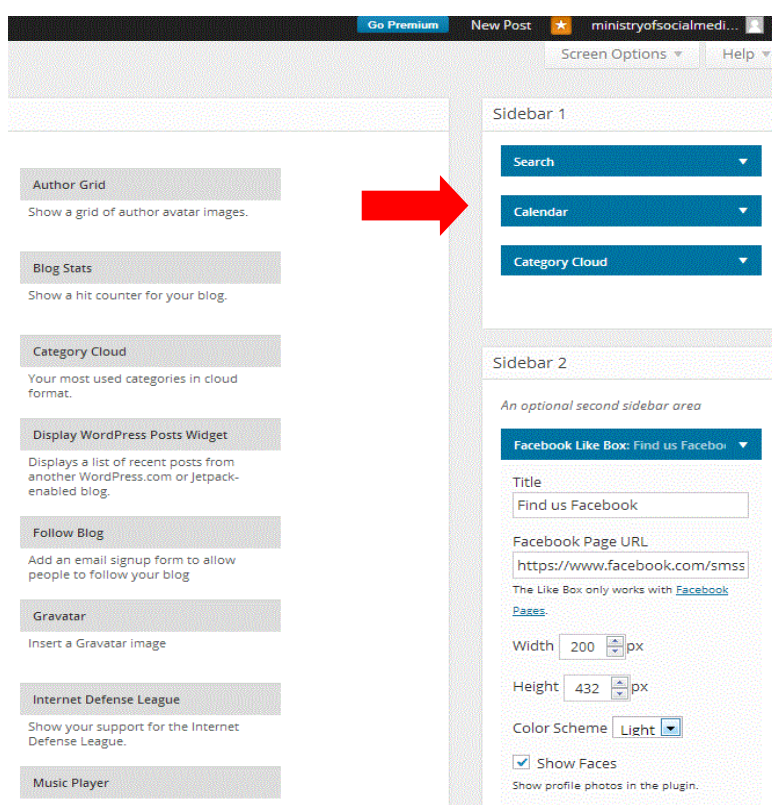 Go Premium New Post ministryofsocialmedi...
Screen Options Help
Author Grid
Show a grid of author avatar images.
Blog Stats
Show a hit counter for your blog.
Category Cloud
Your most used categories in cloud
format.
Display WordPress Posts Widget
Displays a list of recent posts from
another WordPress.com or Jetpack-
enabled blog.
Follow Blog
Add an email signup form to allow
people to follow your blog
Gravatar
Insert a Gravatar image
Internet Defense League
Show your support for the Internet
Defense League.
Music Player
Sidebar 1
Search
Calendar
Category Cloud
Sidebar 2
An optional second sidebar area
Facebook Like Box: Find us Facebo
Title
Find us Facebook
Facebook Page URL
https://www.facebook.com/smss
The Like Box only works with Facebook
Pages.
Width 200 px
Height 432 px
Color Scheme Light
Show Faces
Show profile photos in the plugin.